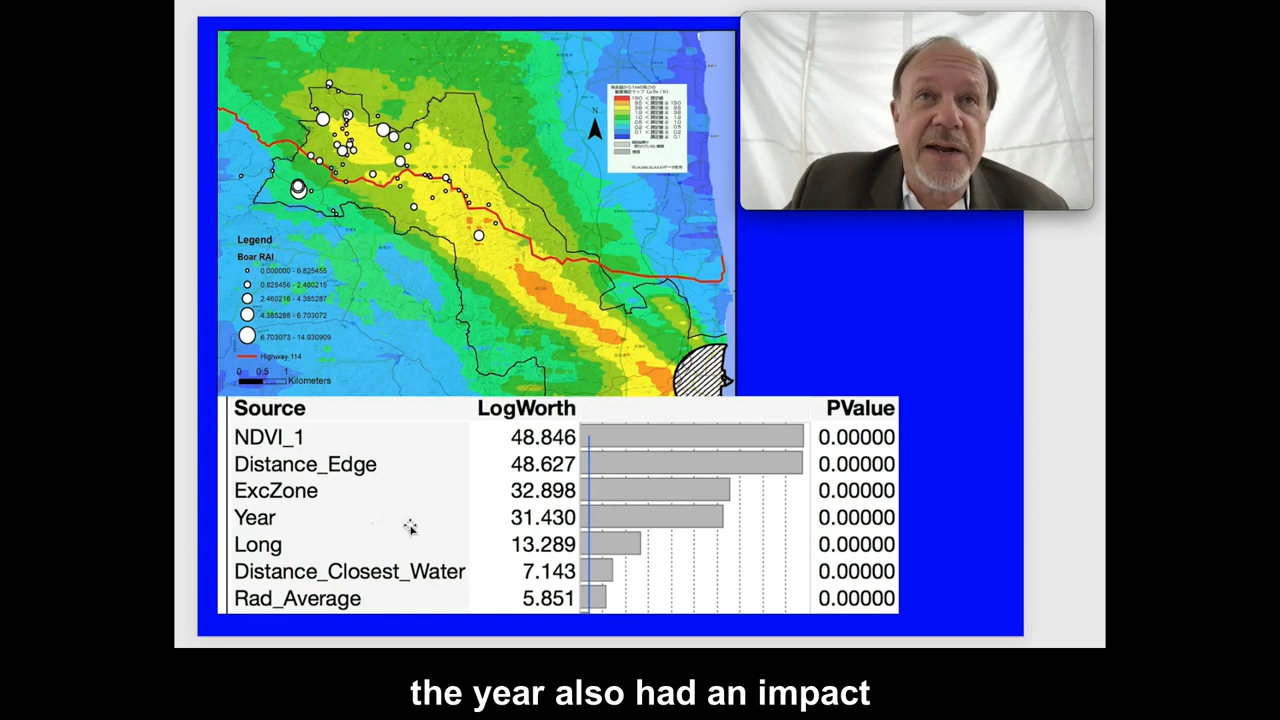 N
Legend
Boar RAI
0.000000 - 0.825455
0.825456 - 2.460215
2.460216 - 4.385287
4.385288 - 6.703072
6.703073 - 14.930909
Highway-114
0 0.5 1
Kilometers
Source LogWorth PValue
NDVI_1 48.846 0.00000
Distance_Edge 48.627 0.00000
ExcZone 32.898 0.00000
Year 31.430 0.00000
Long 13.289 0.00000
Distance_Closest_Water 7.143 0.00000
Rad_Average 5.851 0.00000
the year also had an impact